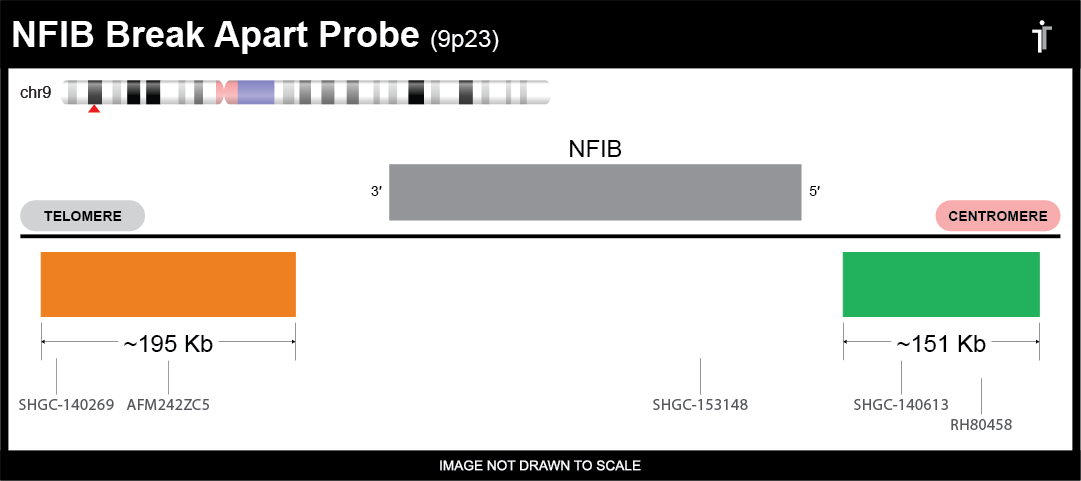 NFIB Break Apart Probe (9p23)
chr9
NFIB
3′ 5′
TELOMERE CENTROMERE
~195 Kb ~151 Kb
SHGC-140269 AFM242ZC5 SHGC-153148 SHGC-140613
RH80458
IMAGE NOT DRAWN TO SCALE